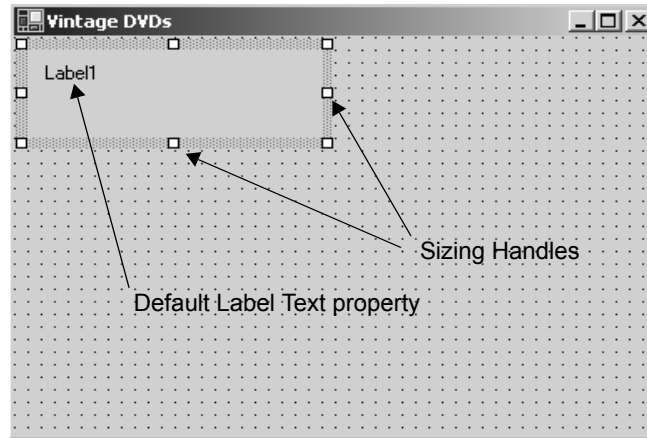 Vintage DVDs
Label1
Sizing Handles
Default Label Text property